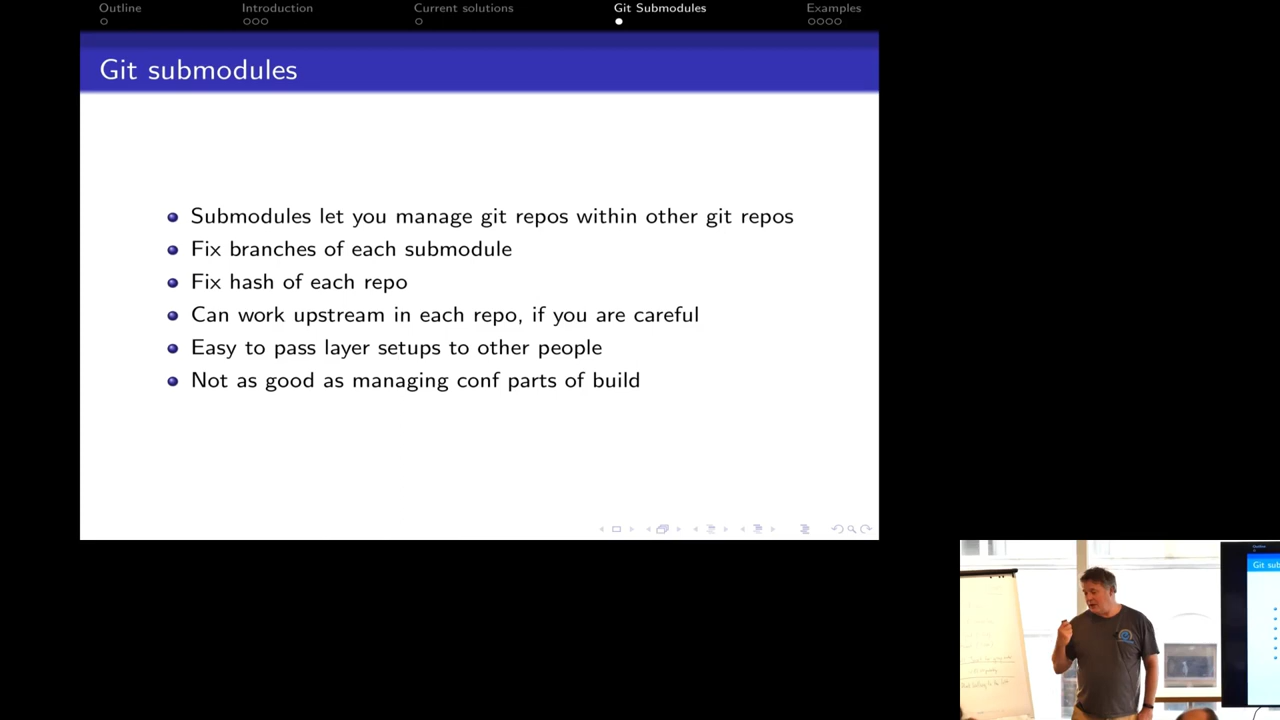 Outline
Introduction
Current solutions
Git Submodules
Examples
Git submodules
Submodules let you manage git repos within other git repos
Fix branches of each submodule
Fix hash of each repo
Can work upstream in each repo, if you are careful
Easy to pass layer setups to other people
Not as good as managing conf parts of build
Git sub